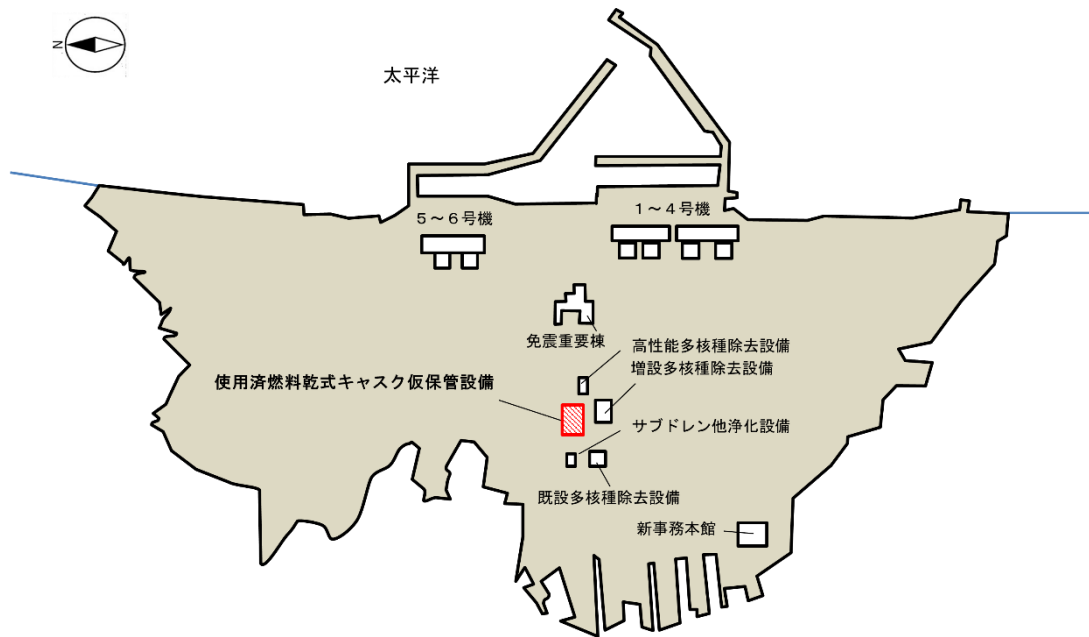 N
太平洋
5~6号機
1~4号機
免震重要棟
高性能多核種除去設備
増設多核種除去設備
使用済燃料乾式キャスク仮保管設備
サブドレン他浄化設備
既設多核種除去設備
新事務本館